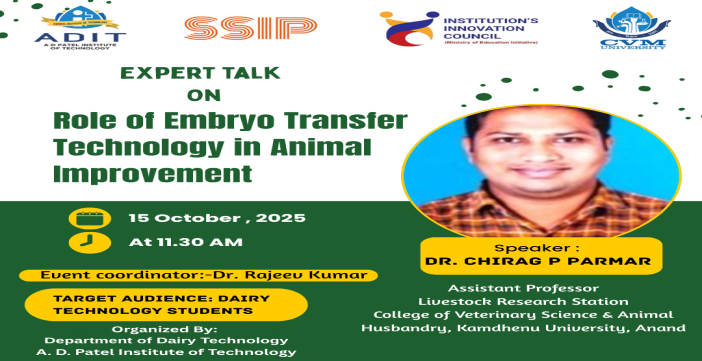 ADIT
A D PATEL INSTITUTE
OF TECHNOLOGY
SSIP
INSTITUTION'S
INNOVATION
COUNCIL
(Ministry of Education Initiative)
CVM
UNIVERSITY
EXPERT TALK
ON
Role of Embryo Transfer
Technology in Animal
Improvement
15 October , 2025
At 11.30 AM
Event coordinator:-Dr. Rajeev Kumar
TARGET AUDIENCE: DAIRY
TECHNOLOGY STUDENTS
Organized By:
Department of Dairy Technology
A. D. Patel Institute of Technology
Speaker :
DR. CHIRAG P PARMAR
Assistant Professor
Livestock Research Station
College of Veterinary Science & Animal
Husbandry, Kamdhenu University, Anand